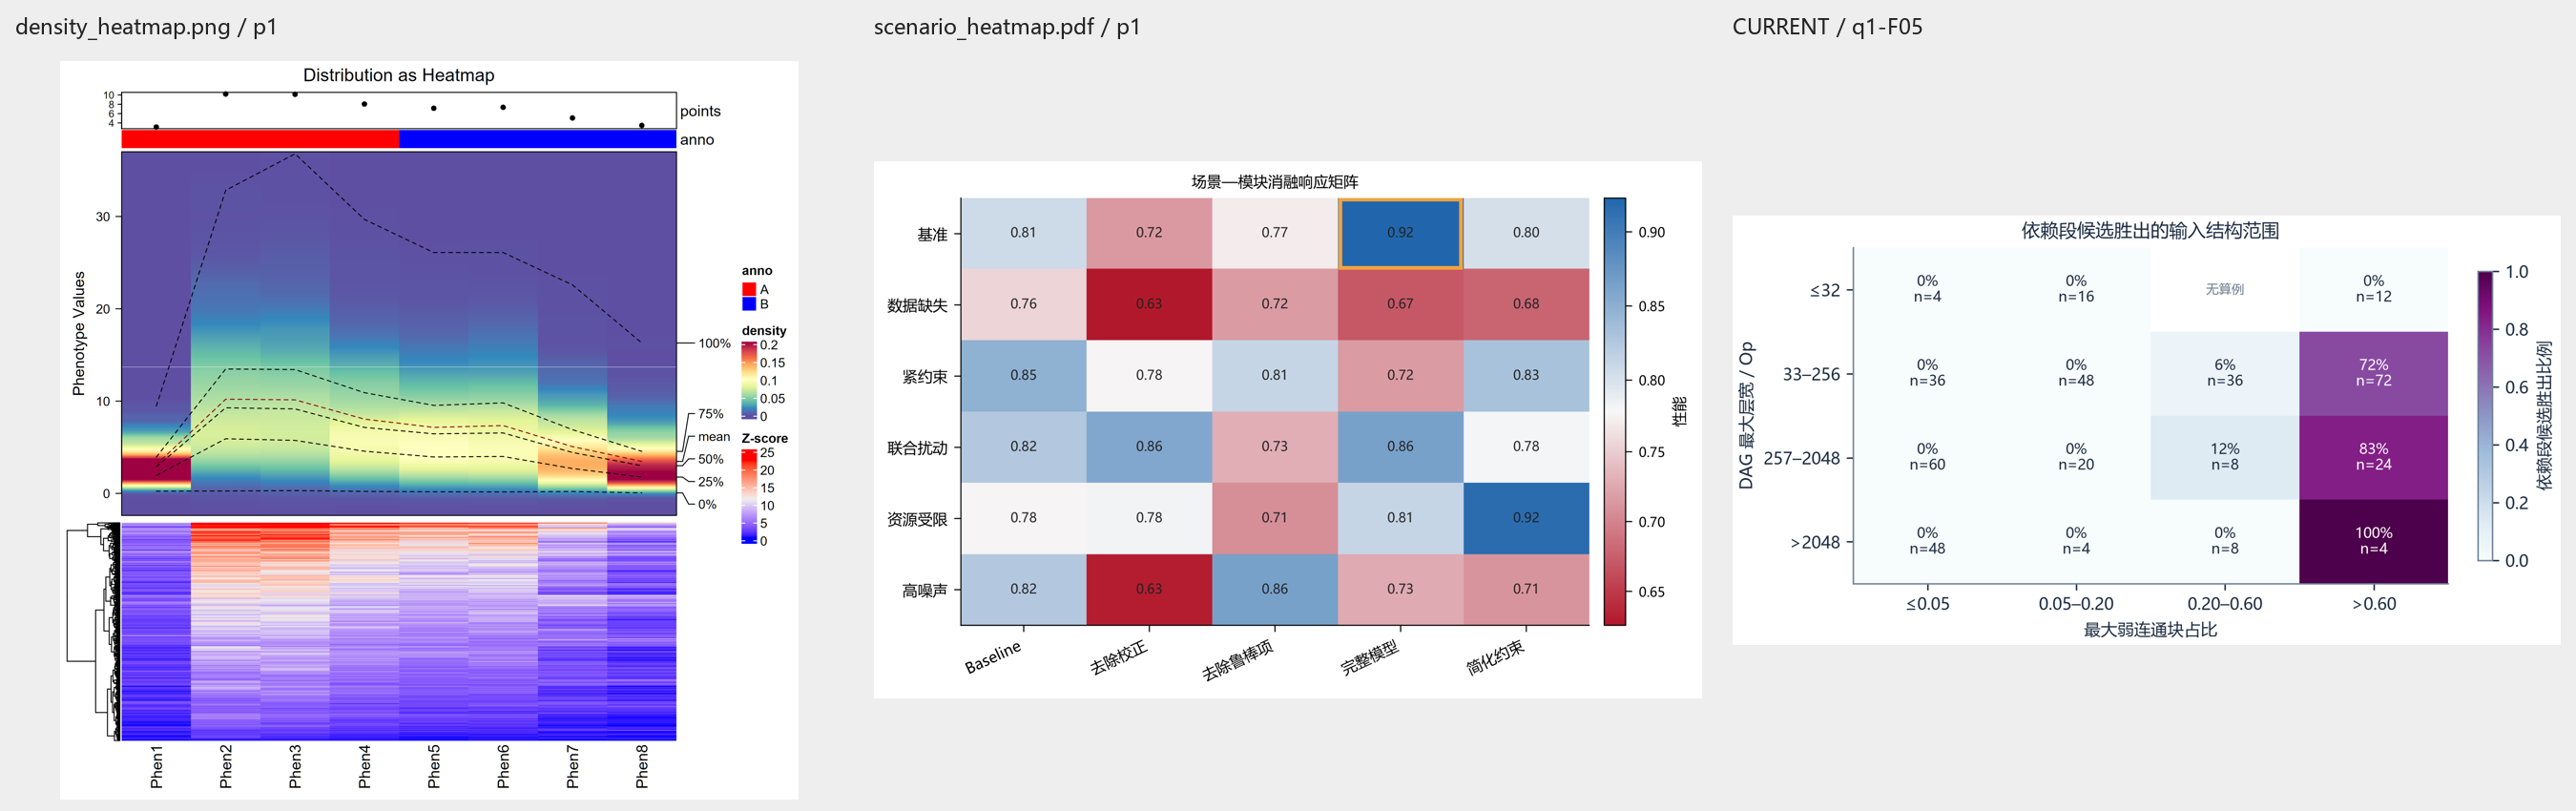 density_heatmap.png / p1
Distribution as Heatmap
10
8
6
4
points
anno
Phenotype Values
30
20
10
0
100%
75%
mean
50%
25%
0%
anno
A
B
density
0.2
0.15
0.1
0.05
0
Z-score
25
20
15
10
5
0
Phen1
Phen2
Phen3
Phen4
Phen5
Phen6
Phen7
Phen8
scenario_heatmap.pdf / p1
场景—模块消融响应矩阵
基准 0.81 0.72 0.77 0.92 0.80
数据缺失 0.76 0.63 0.72 0.67 0.68
紧约束 0.85 0.78 0.81 0.72 0.83
联合扰动 0.82 0.86 0.73 0.86 0.78
资源受限 0.78 0.78 0.71 0.81 0.92
高噪声 0.82 0.63 0.86 0.73 0.71
Baseline 去除校正 去除鲁棒项 完整模型 简化约束
0.90
0.85
0.80
0.75
0.70
0.65
性能
CURRENT / q1-F05
依赖段候选胜出的输入结构范围
DAG 最大层宽 / Op
≤32
0% 0% 无算例 0%
n=4 n=16 n=12
33–256
0% 0% 6% 72%
n=36 n=48 n=36 n=72
257–2048
0% 0% 12% 83%
n=60 n=20 n=8 n=24
>2048
0% 0% 0% 100%
n=48 n=4 n=8 n=4
≤0.05 0.05–0.20 0.20–0.60 >0.60
最大弱连通块占比
1.0
0.8
0.6
0.4
0.2
0.0
依赖段候选胜出比例